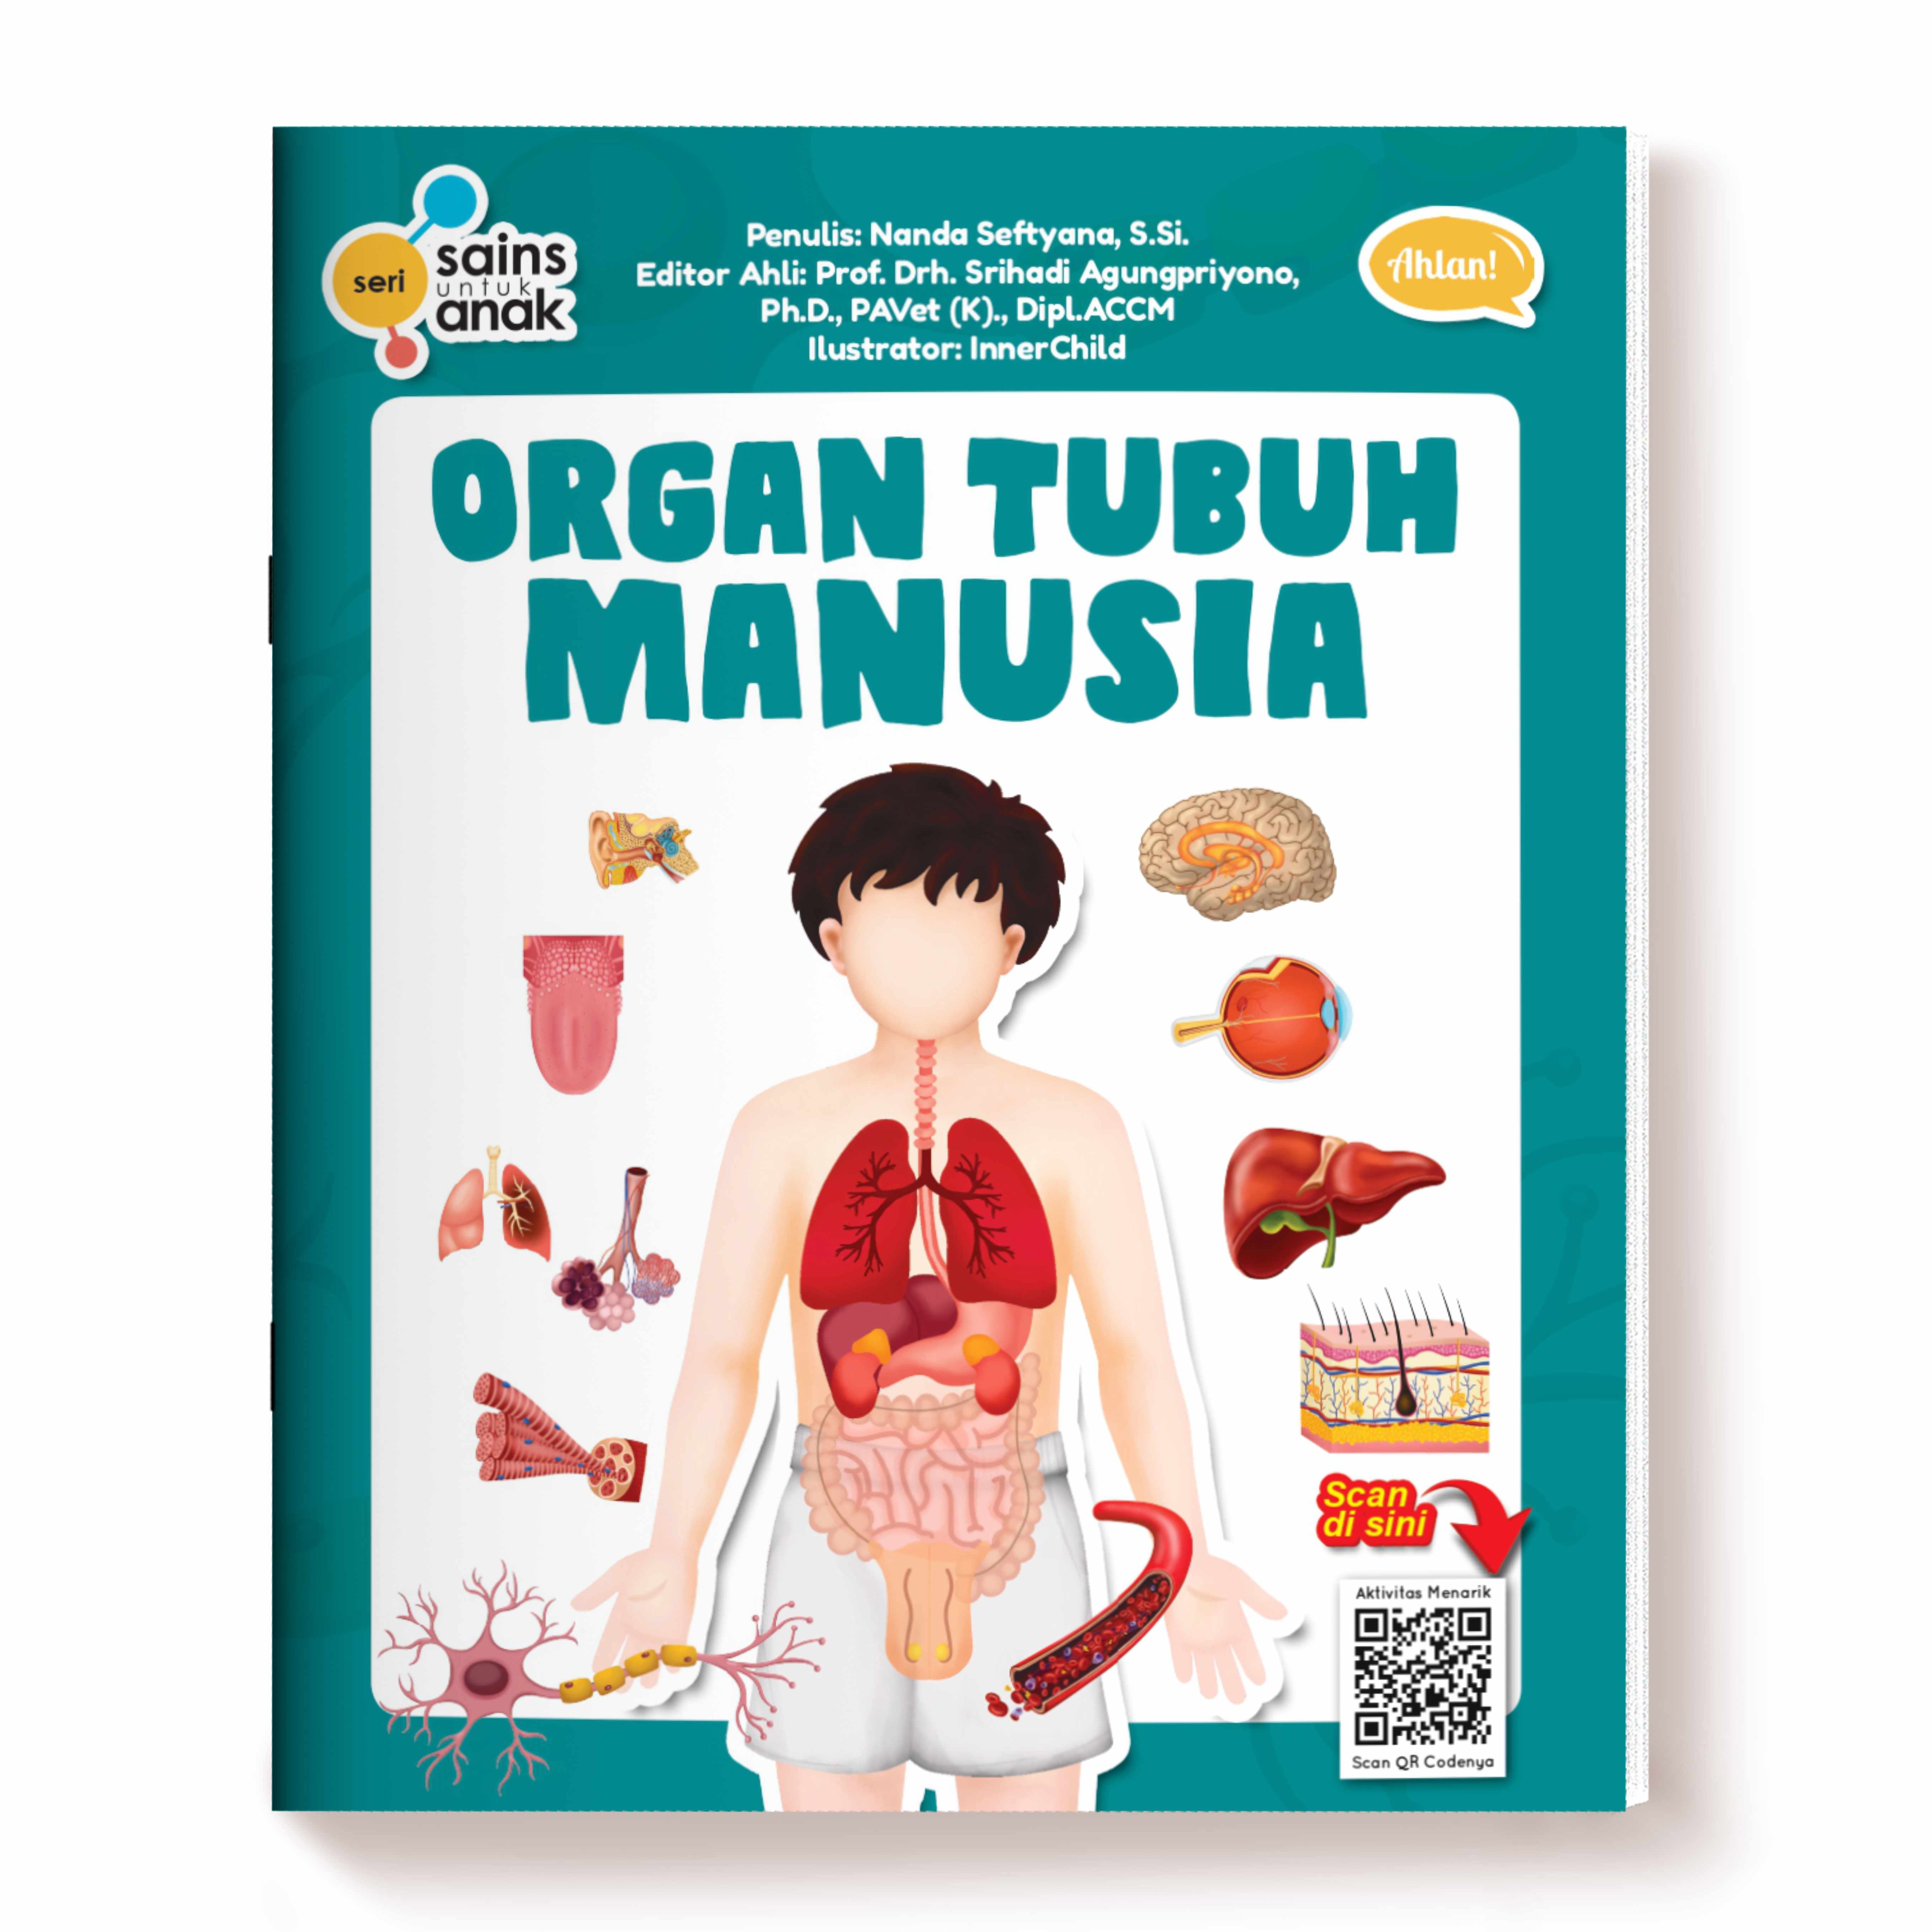 seri
sains
untuk
anak
Penulis: Nanda Seftyana, S.Si.
Editor Ahli: Prof. Drh. Srihadi Agungpriyono,
Ph.D., PAVet (K)., Dipl.ACCM
Ilustrator: InnerChild
Ahlan!
ORGAN TUBUH
MANUSIA
Scan
di sini
Aktivitas Menarik
Scan QR Codenya